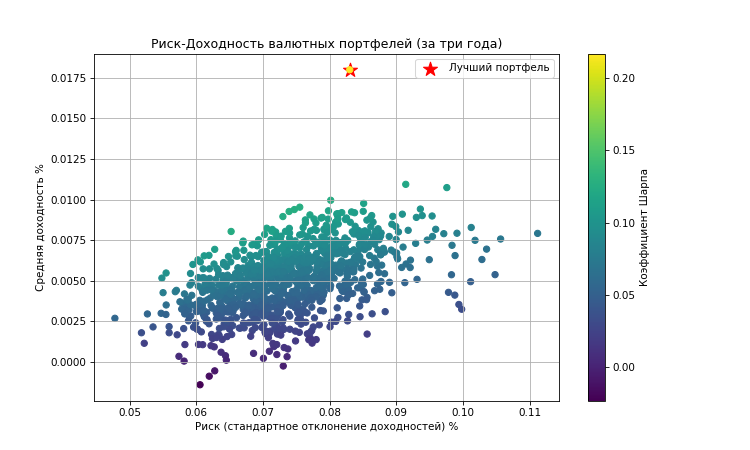 Риск-Доходность валютных портфелей (за три года)
Лучший портфель
Средняя доходность %
0.0175
0.0150
0.0125
0.0100
0.0075
0.0050
0.0025
0.0000
0.05 0.06 0.07 0.08 0.09 0.10 0.11
Риск (стандартное отклонение доходностей) %
0.20
0.15
0.10
0.05
0.00
Коэффициент Шарпа